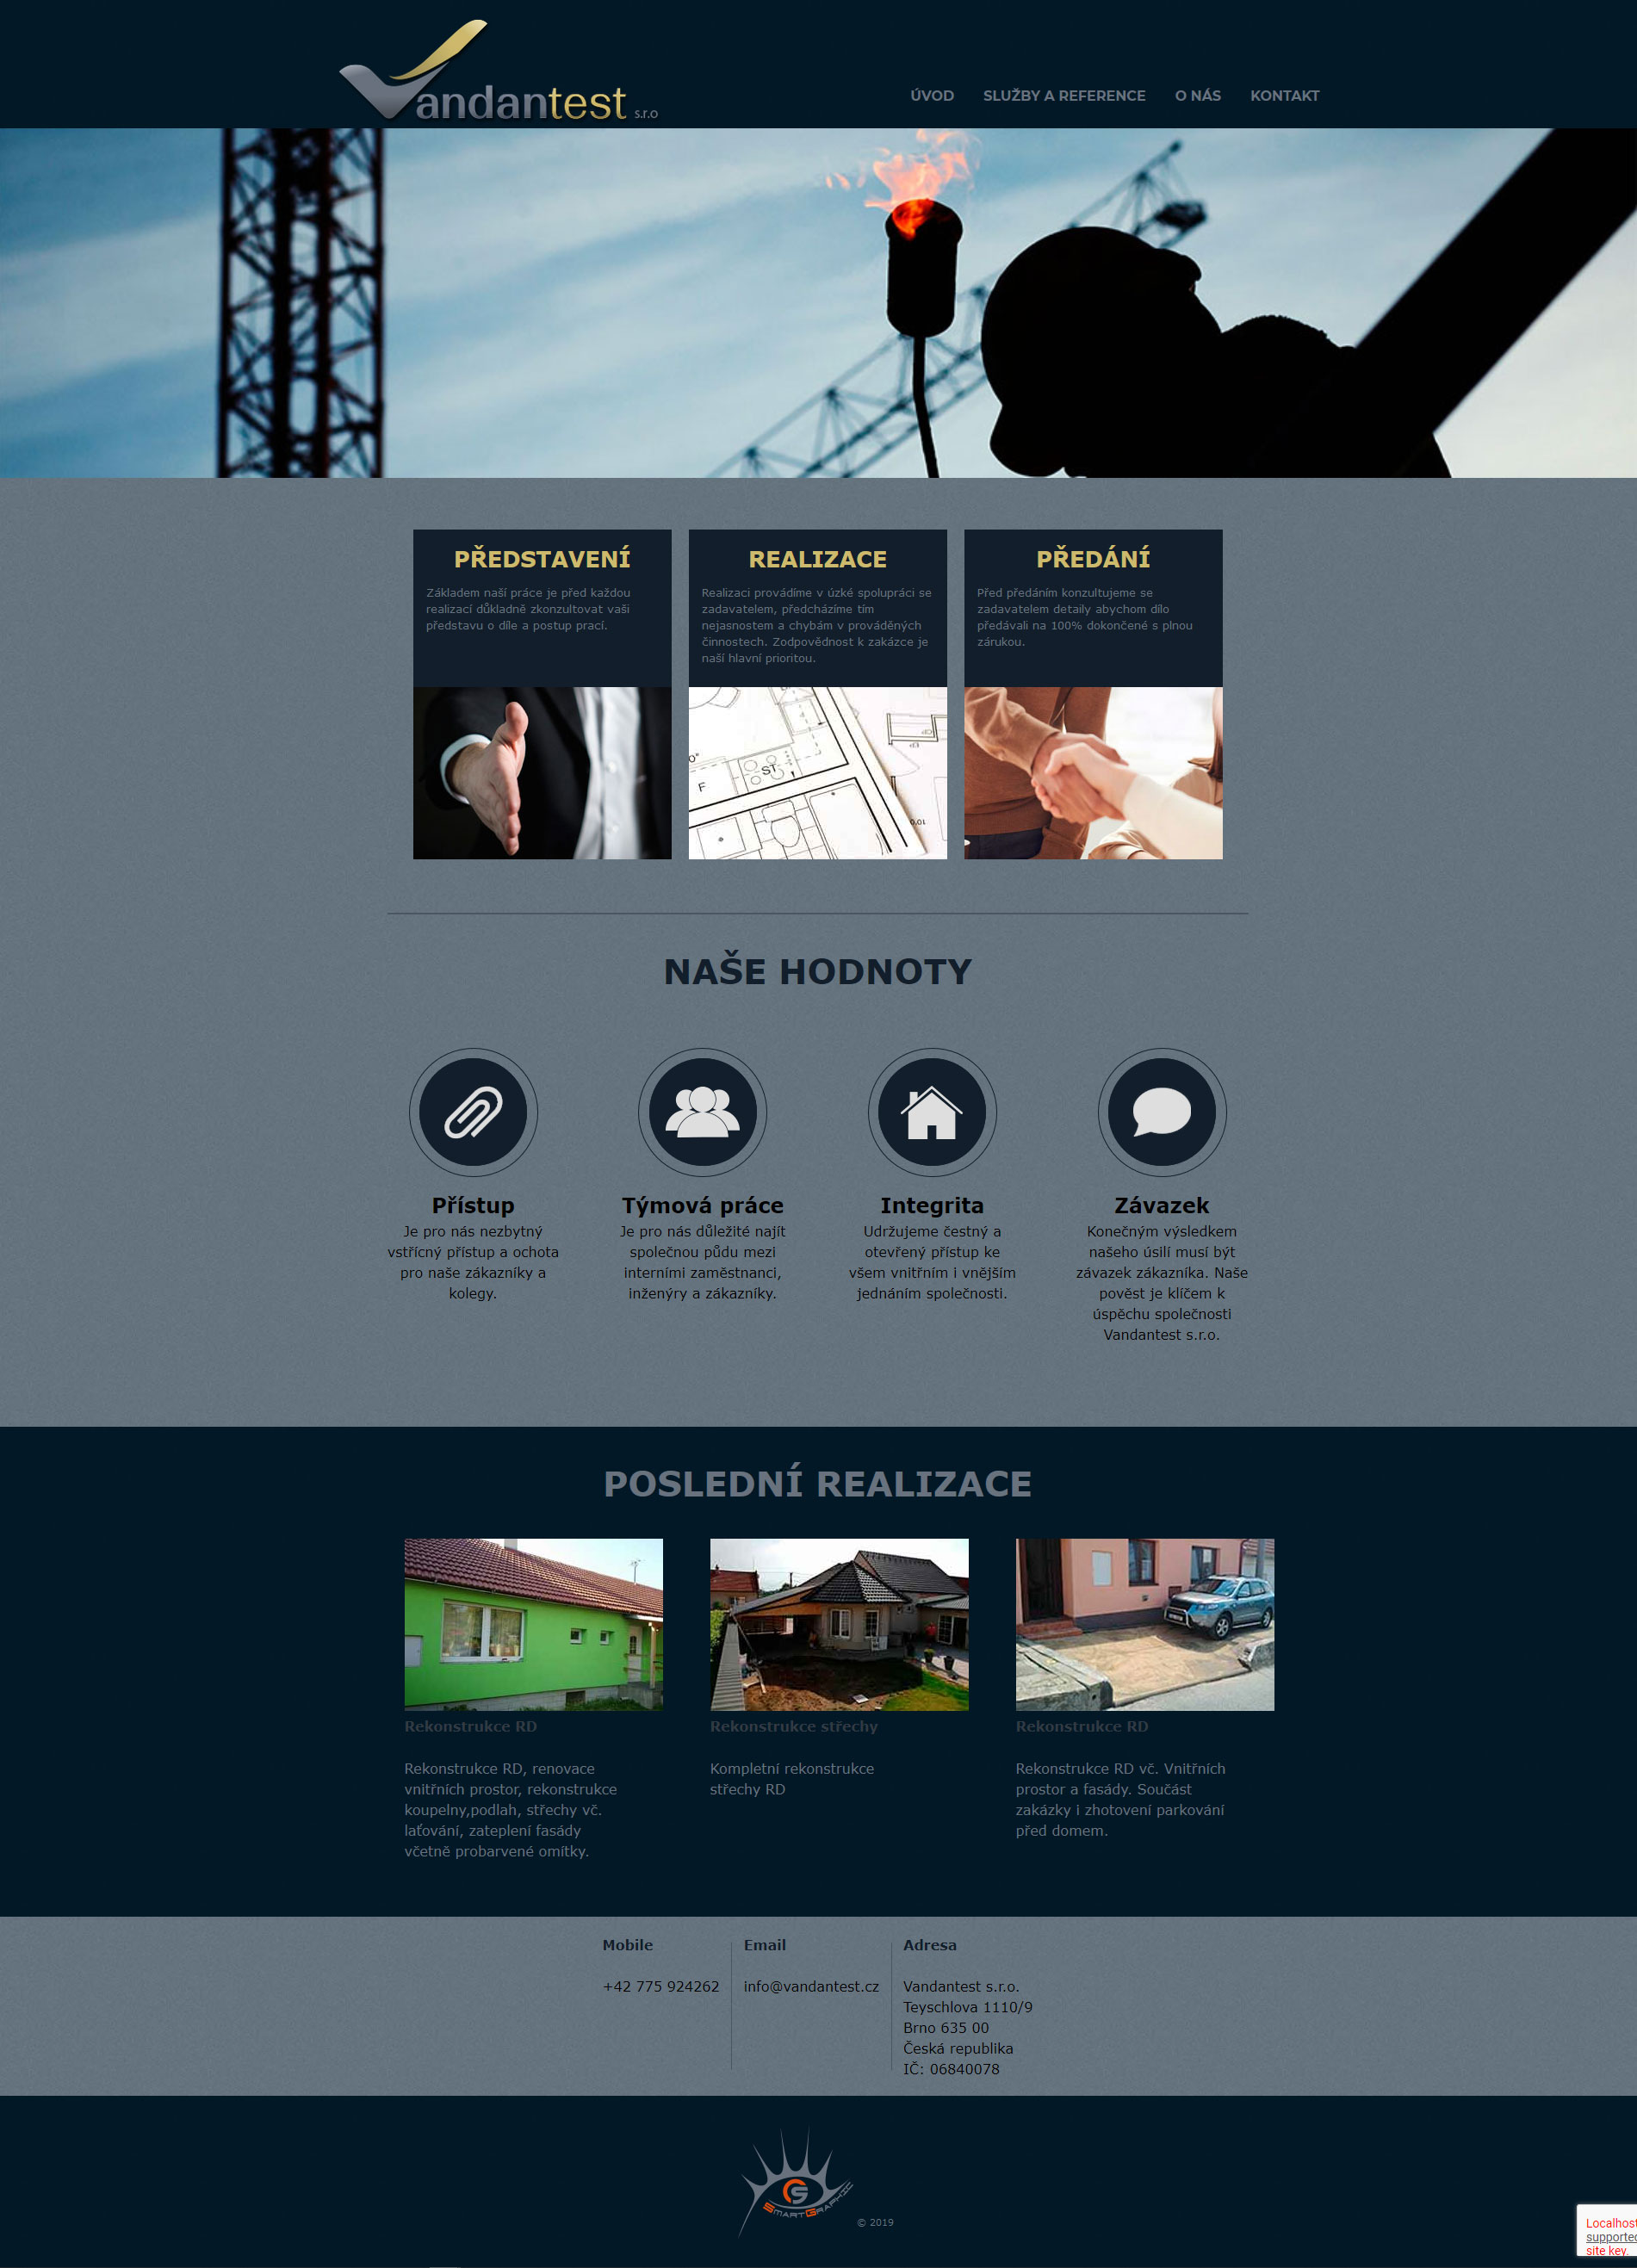 Vandantest s.r.o
ÚVOD SLUŽBY A REFERENCE O NÁS KONTAKT
PŘEDSTAVENÍ
Základem naší práce je před každou
realizací důkladně zkonzultovat vaši
představu o díle a postup prací.
REALIZACE
Realizaci provádíme v úzké spolupráci se
zadavatelem, předcházíme tím
nejasnostem a chybám v prováděných
činnostech. Zodpovědnost k zakázce je
naší hlavní prioritou.
PŘEDÁNÍ
Před předáním konzultujeme se
zadavatelem detaily abychom dílo
předávali na 100% dokončené s plnou
zárukou.
ST.
F
NAŠE HODNOTY
Přístup
Je pro nás nezbytný
vstřícný přístup a ochota
pro naše zákazníky a
kolegy.
Týmová práce
Je pro nás důležité najít
společnou půdu mezi
interními zaměstnanci,
inženýry a zákazníky.
Integrita
Udržujeme čestný a
otevřený přístup ke
všem vnitřním i vnějším
jednáním společnosti.
Závazek
Konečným výsledkem
našeho úsilí musí být
závazek zákazníka. Naše
pověst je klíčem k
úspěchu společnosti
Vandantest s.r.o.
POSLEDNÍ REALIZACE
Rekonstrukce RD
Rekonstrukce RD, renovace
vnitřních prostor, rekonstrukce
koupelny,podlah, střechy vč.
laťování, zateplení fasády
včetně probarvené omítky.
Rekonstrukce střechy
Kompletní rekonstrukce
střechy RD
Rekonstrukce RD
Rekonstrukce RD vč. Vnitřních
prostor a fasády. Součást
zakázky i zhotovení parkování
před domem.
Mobile
+42 775 924262
Email
info@vandantest.cz
Adresa
Vandantest s.r.o.
Teyschlova 1110/9
Brno 635 00
Česká republika
IČ: 06840078
SmartGraphic
© 2019
Localhost
supported
site key.